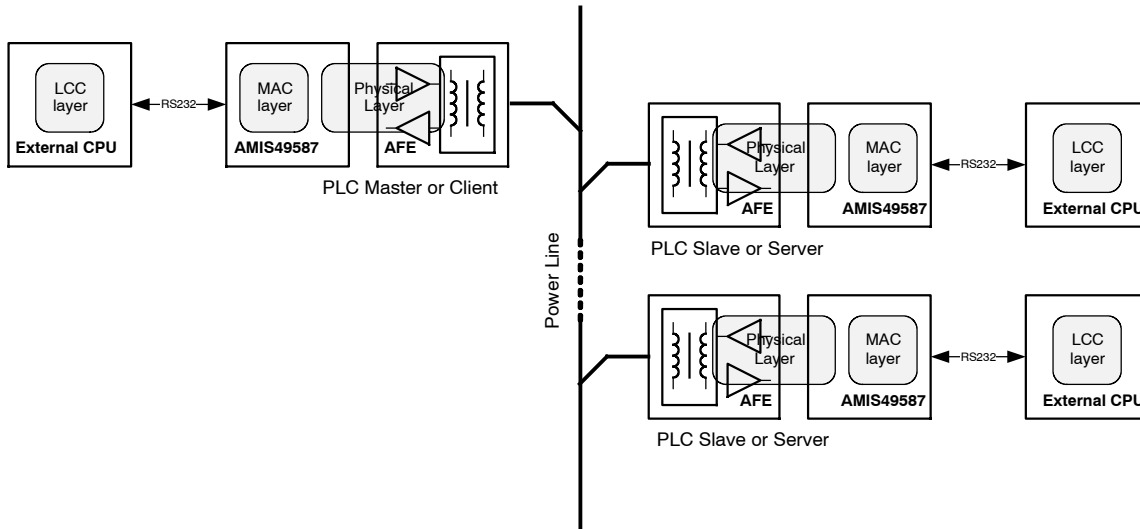 LCC
layer
External CPU
RS232
MAC
layer
AMIS49587
Physical
Layer
AFE
PLC Master or Client
Power Line
Physical
Layer
AFE
MAC
layer
AMIS49587
RS232
LCC
layer
External CPU
PLC Slave or Server
Physical
Layer
AFE
MAC
layer
AMIS49587
RS232
LCC
layer
External CPU
PLC Slave or Server